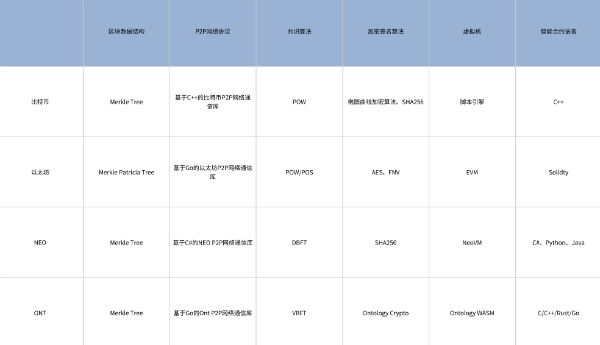 区块数据结构
P2P网络协议
共识算法
加密签名算法
虚拟机
智能合约语言
比特币
Merkle Tree
基于C++的比特币P2P网络通
信库
POW
椭圆曲线加密算法、SHA256
脚本引擎
C++
以太坊
Merkle Patricia Tree
基于Go的以太坊P2P网络通信
库
POW/POS
AES、FNV
EVM
Solidty
NEO
Merkle Tree
基于C#的NEO P2P网络通信库
DBFT
SHA256
NeoVM
C#、Python、Java
ONT
Merkle Tree
基于Go的Ont P2P网络通信库
VBFT
Ontology Crypto
Ontology WASM
C/C++/Rust/Go